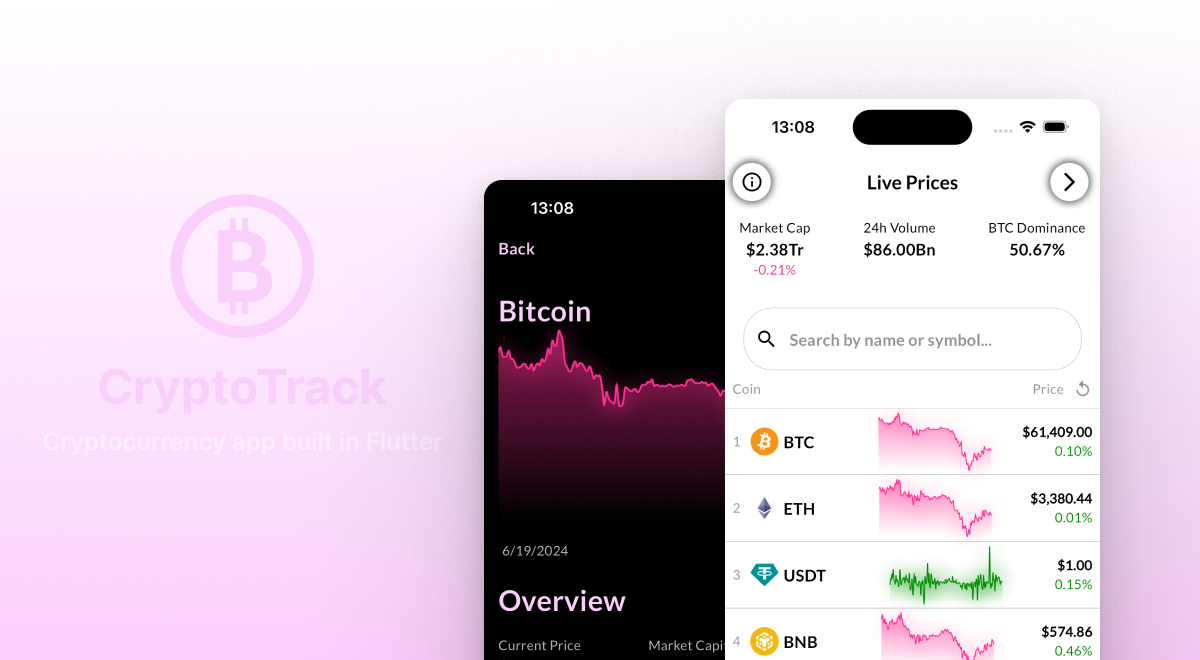 CryptoTrack
Cryptocurrency app built in Flutter
13:08
Back
Bitcoin
6/19/2024
Overview
Current Price
Market Capi
13:08
Live Prices
Market Cap
$2.38Tr
-0.21%
24h Volume
$86.00Bn
BTC Dominance
50.67%
Search by name or symbol...
Coin Price
1 BTC $61,409.00
0.10%
2 ETH $3,380.44
0.01%
3 USDT $1.00
0.15%
4 BNB $574.86
0.46%